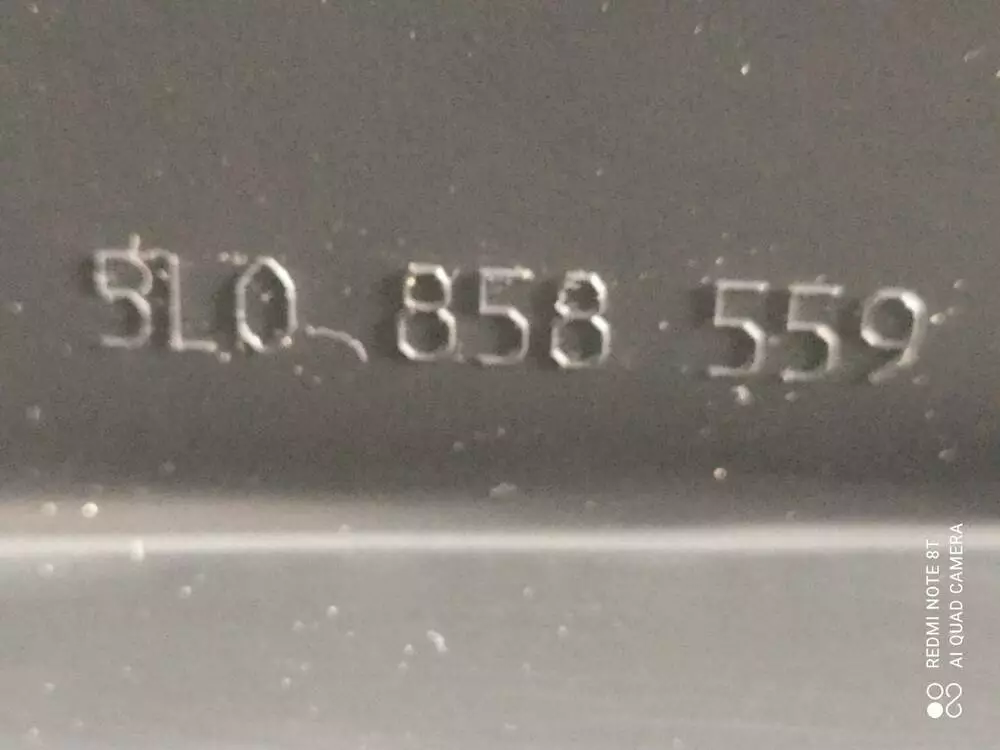 5L0 858 559
REDMI NOTE 8T
AI QUAD CAMERA